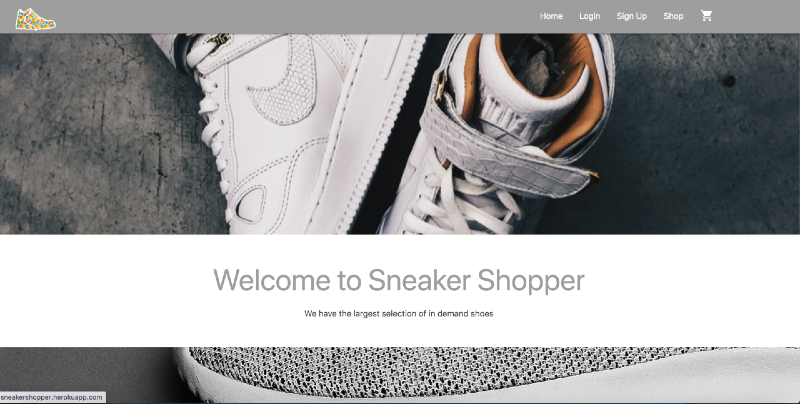 Home Login Sign Up Shop
Welcome to Sneaker Shopper
We have the largest selection of in demand shoes
sneakershopper.herokuapp.com